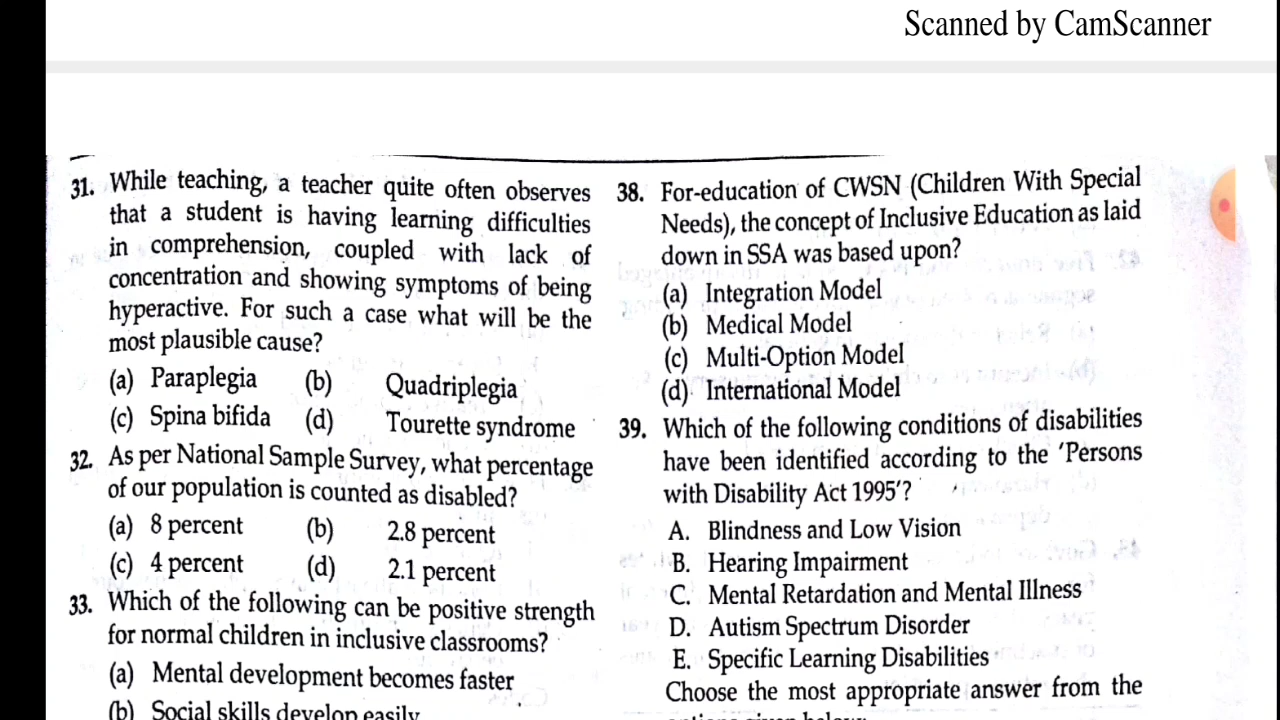 Scanned by CamScanner
31. While teaching, a teacher quite often observes
that a student is having learning difficulties
in comprehension, coupled with lack of
concentration and showing symptoms of being
hyperactive. For such a case what will be the
most plausible cause?
(a) Paraplegia (b) Quadriplegia
(c) Spina bifida (d) Tourette syndrome
32. As per National Sample Survey, what percentage
of our population is counted as disabled?
(a) 8 percent (b) 2.8 percent
(c) 4 percent (d) 2.1 percent
33. Which of the following can be positive strength
for normal children in inclusive classrooms?
(a) Mental development becomes faster
(b) Social skills develop easily
38. For-education of CWSN (Children With Special
Needs), the concept of Inclusive Education as laid
down in SSA was based upon?
(a) Integration Model
(b) Medical Model
(c) Multi-Option Model
(d) International Model
39. Which of the following conditions of disabilities
have been identified according to the 'Persons
with Disability Act 1995'?
A. Blindness and Low Vision
B. Hearing Impairment
C. Mental Retardation and Mental Illness
D. Autism Spectrum Disorder
E. Specific Learning Disabilities
Choose the most appropriate answer from the